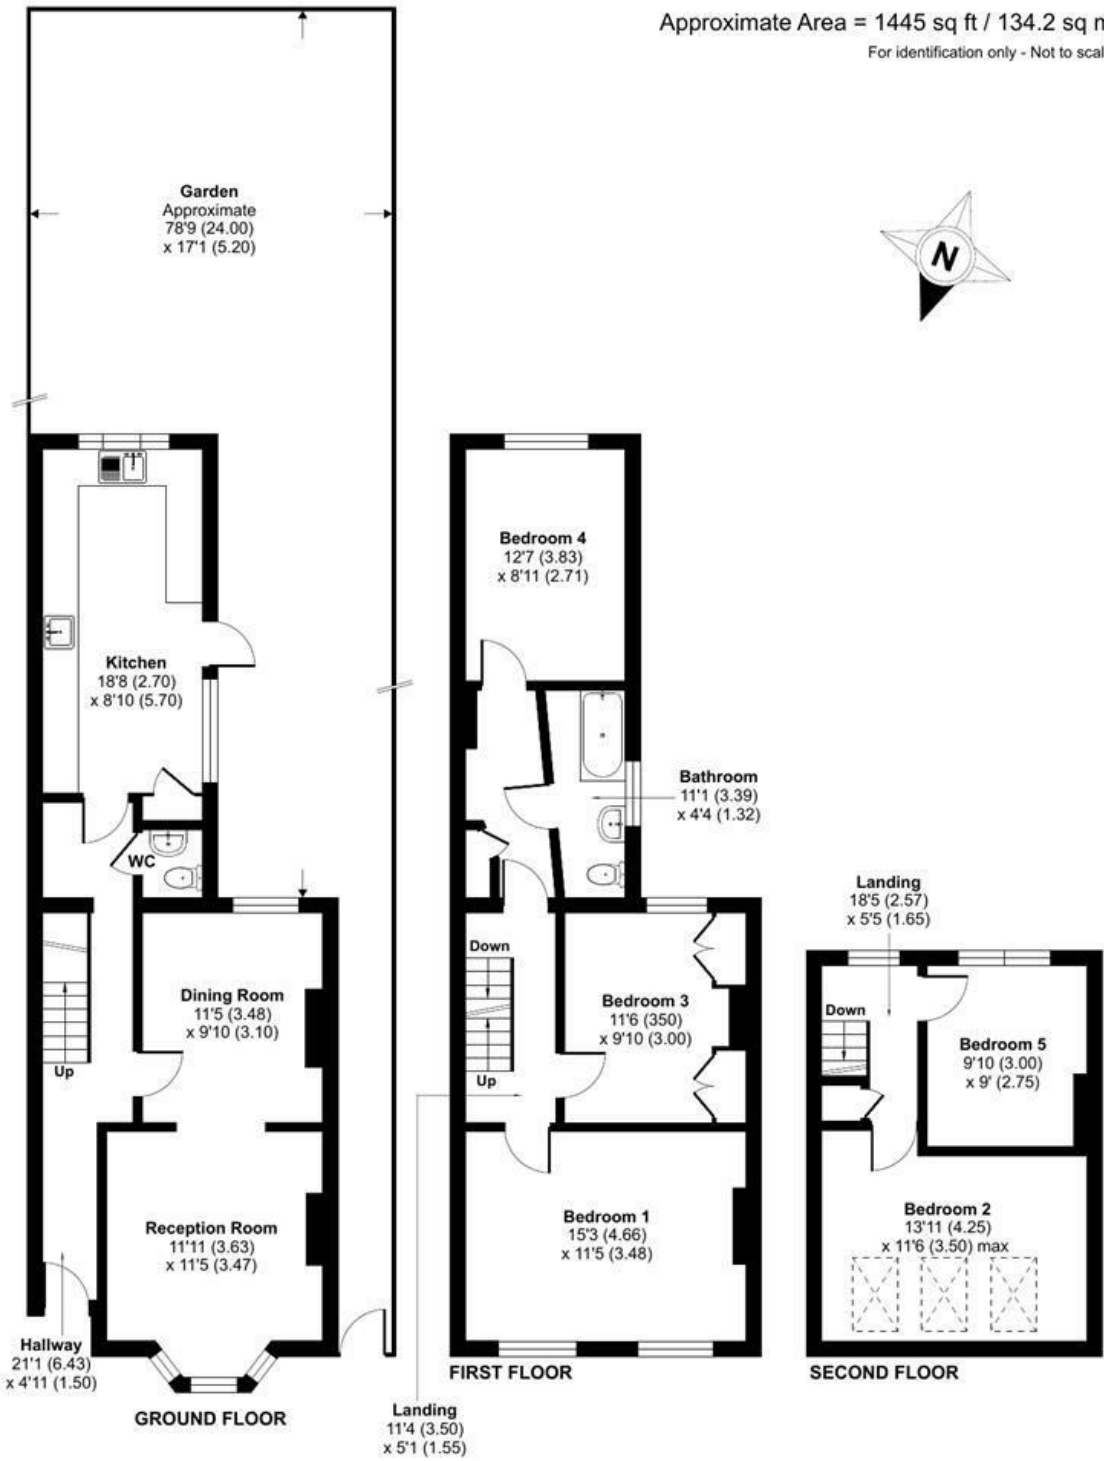 Approximate Area = 1445 sq ft / 134.2 sq m
For identification only - Not to scal
Garden
Approximate
78'9 (24.00)
x 17'1 (5.20)
N
Kitchen
18'8 (2.70)
x 8'10 (5.70)
WC
Dining Room
11'5 (3.48)
x 9'10 (3.10)
Up
Reception Room
11'11 (3.63)
x 11'5 (3.47)
Hallway
21'1 (6.43)
x 4'11 (1.50)
GROUND FLOOR
Bedroom 4
12'7 (3.83)
x 8'11 (2.71)
Bathroom
11'1 (3.39)
x 4'4 (1.32)
Down
Bedroom 3
11'6 (350)
x 9'10 (3.00)
Up
Bedroom 1
15'3 (4.66)
x 11'5 (3.48)
FIRST FLOOR
Landing
11'4 (3.50)
x 5'1 (1.55)
Landing
18'5 (2.57)
x 5'5 (1.65)
Down
Bedroom 5
9'10 (3.00)
x 9' (2.75)
Bedroom 2
13'11 (4.25)
x 11'6 (3.50) max
SECOND FLOOR